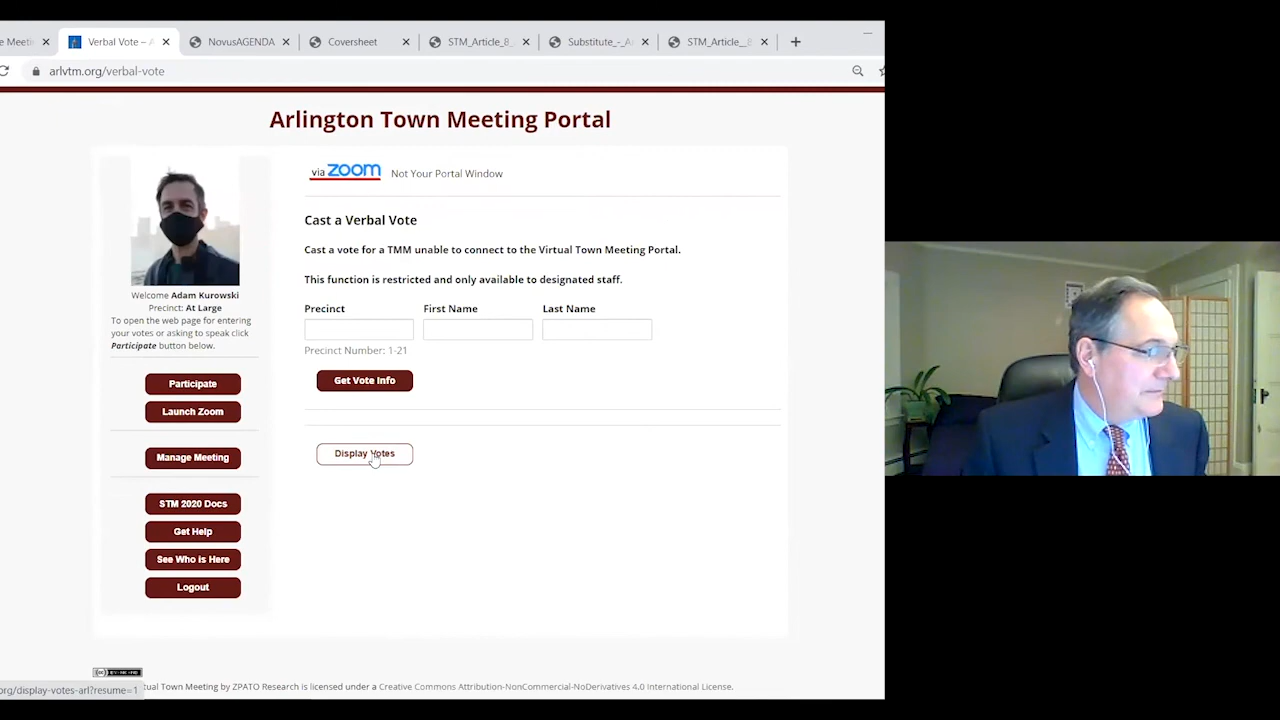 e Meeti
Verbal Vote – A
NovusAGENDA
Coversheet
STM_Article_8_
Substitute_-_A
STM_Article__8
arlvtm.org/verbal-vote
Arlington Town Meeting Portal
via zoom Not Your Portal Window
Cast a Verbal Vote
Cast a vote for a TMM unable to connect to the Virtual Town Meeting Portal.
This function is restricted and only available to designated staff.
Precinct First Name Last Name
Precinct Number: 1-21
Get Vote Info
Display Votes
Welcome Adam Kurowski
Precinct: At Large
To open the web page for entering
your votes or asking to speak click
Participate button below.
Participate
Launch Zoom
Manage Meeting
STM 2020 Docs
Get Help
See Who is Here
Logout
org/display-votes-arl?resume=1
tual Town Meeting by ZPATO Research is licensed under a Creative Commons Attribution-NonCommercial-NoDerivatives 4.0 International License.